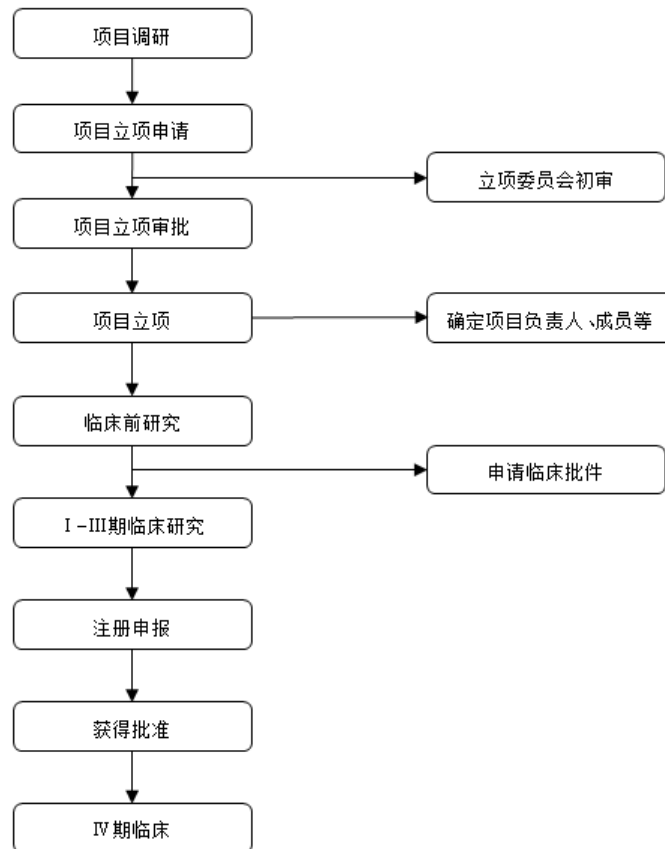 项目调研
项目立项申请
立项委员会初审
项目立项审批
项目立项
确定项目负责人、成员等
临床前研究
申请临床批件
I-III期临床研究
注册申报
获得批准
IV期临床